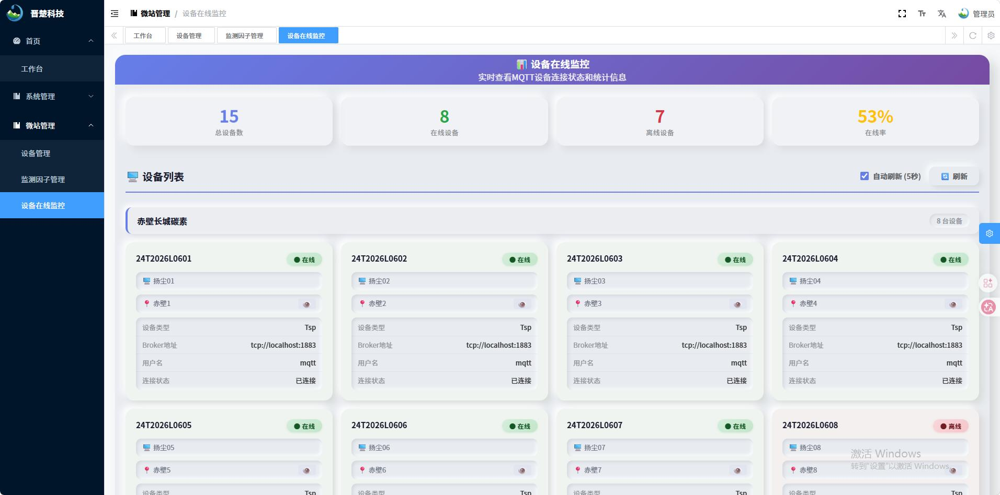 晋楚科技
首页
工作台
系统管理
微站管理
设备管理
监测因子管理
设备在线监控
微站管理 / 设备在线监控
管理员
工作台
设备管理
监测因子管理
设备在线监控
设备在线监控
实时查看MQTT设备连接状态和统计信息
15
总设备数
8
在线设备
7
离线设备
53%
在线率
设备列表
自动刷新 (5秒)
刷新
赤壁长城碳素
8 台设备
24T2026L0601
在线
扬尘01
赤壁1
设备类型 Tsp
Broker地址 tcp://localhost:1883
用户名 mqtt
连接状态 已连接
24T2026L0602
在线
扬尘02
赤壁2
设备类型 Tsp
Broker地址 tcp://localhost:1883
用户名 mqtt
连接状态 已连接
24T2026L0603
在线
扬尘03
赤壁3
设备类型 Tsp
Broker地址 tcp://localhost:1883
用户名 mqtt
连接状态 已连接
24T2026L0604
在线
扬尘04
赤壁4
设备类型 Tsp
Broker地址 tcp://localhost:1883
用户名 mqtt
连接状态 已连接
24T2026L0605
在线
扬尘05
赤壁5
设备类型 Tsp
24T2026L0606
在线
扬尘06
赤壁6
设备类型 Tsp
24T2026L0607
在线
扬尘07
赤壁7
设备类型 Tsp
24T2026L0608
离线
扬尘08
赤壁8
设备类型 Tsp
激活 Windows
转到"设置"以激活 Windows。